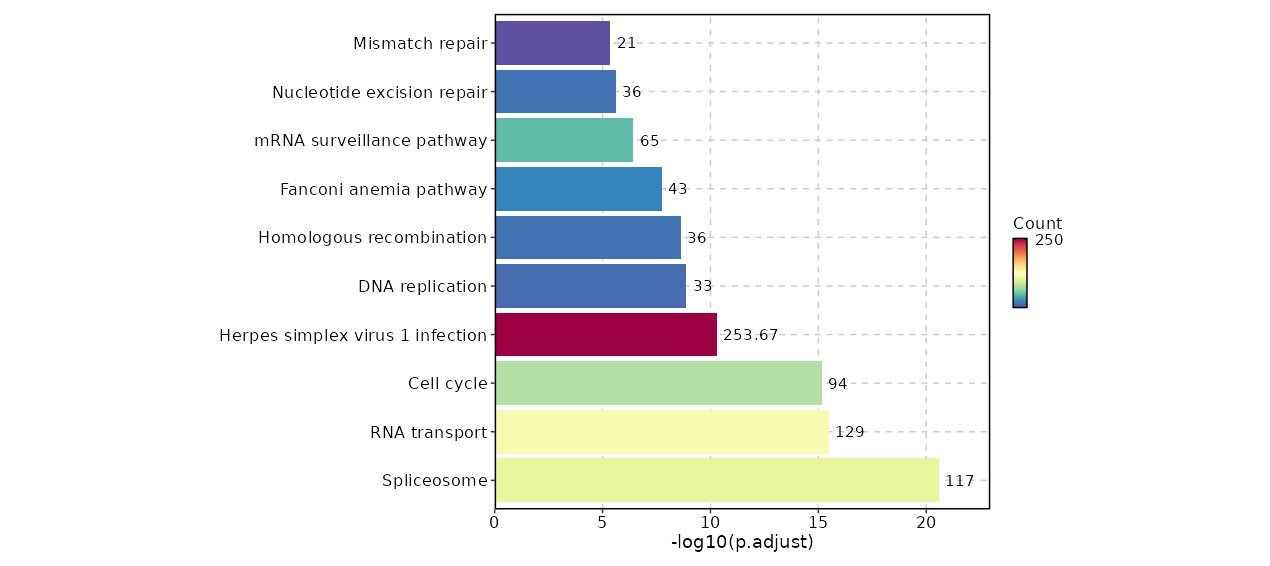 Mismatch repair 21
Nucleotide excision repair 36
mRNA surveillance pathway 65
Fanconi anemia pathway 43
Homologous recombination 36
DNA replication 33
Herpes simplex virus 1 infection 253.67
Cell cycle 94
RNA transport 129
Spliceosome 117
0 5 10 15 20
-log10(p.adjust)
Count
250